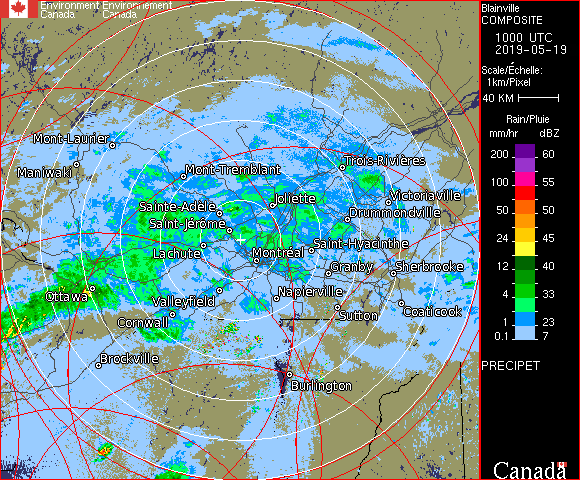 Environment Environnement
Canada Canada
Mont-Laurier
Maniwaki
Mont-Tremblant
Trois-Rivières
Sainte-Adele
Joliette
Victoriaville
Drummondville
Saint-Jérôme
Lachute
Montréal
Saint-Hyacinthe
Granby
Sherbrooke
Ottawa
Valleyfield
Napierville
Cornwall
Sutton
Coaticook
Brockville
Burlington
Blainville
COMPOSITE
1000 UTC
2019-05-19
Scale/Échelle:
1km/Pixel
40 KM
Rain/Pluie
mm/hr dBZ
200 60
55
100 55
50 50
24 45
12 40
4 33
1 23
0.1 7
PRECIPET
Canada